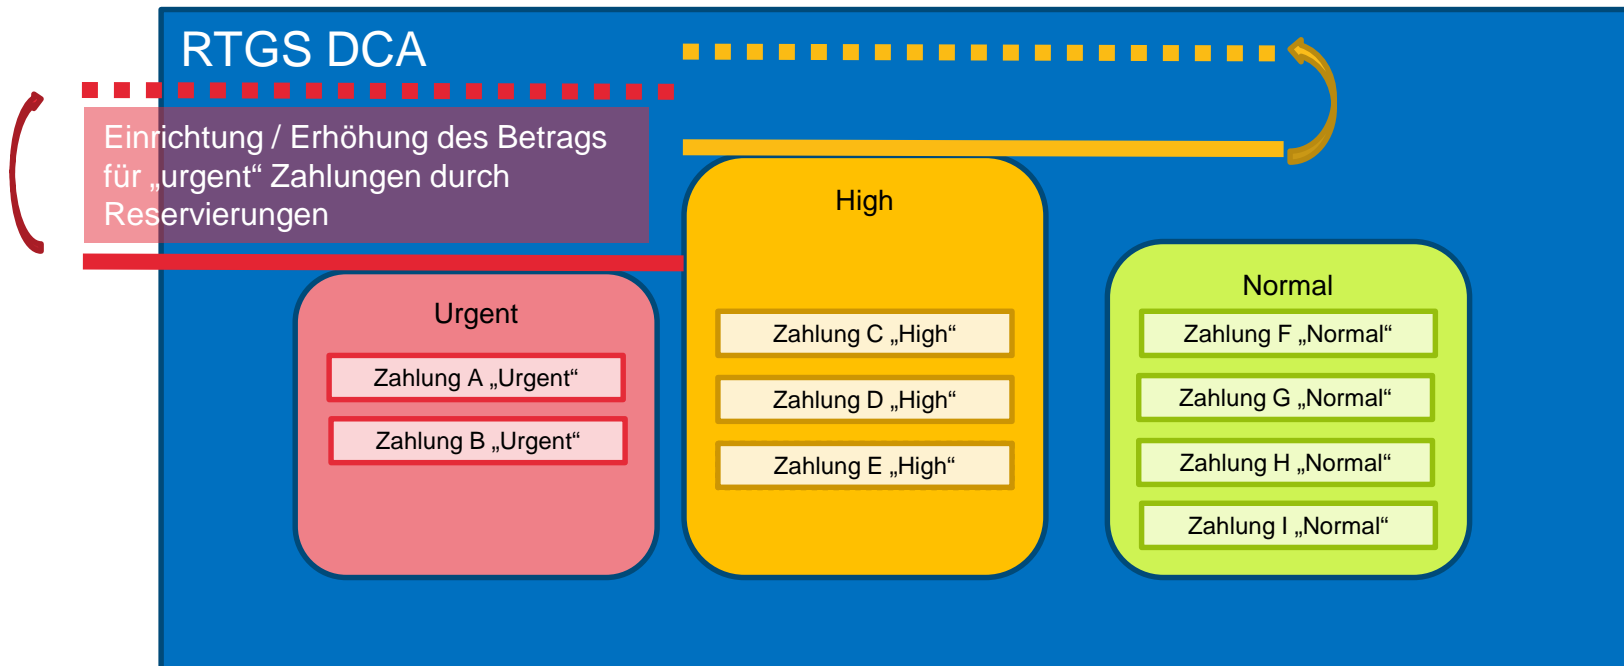 RTGS DCA
Einrichtung / Erhöhung des Betrags
für „urgent“ Zahlungen durch
Reservierungen
Urgent
Zahlung A „Urgent“
Zahlung B „Urgent“
High
Zahlung C „High“
Zahlung D „High“
Zahlung E „High“
Normal
Zahlung F „Normal“
Zahlung G „Normal“
Zahlung H „Normal“
Zahlung I „Normal“